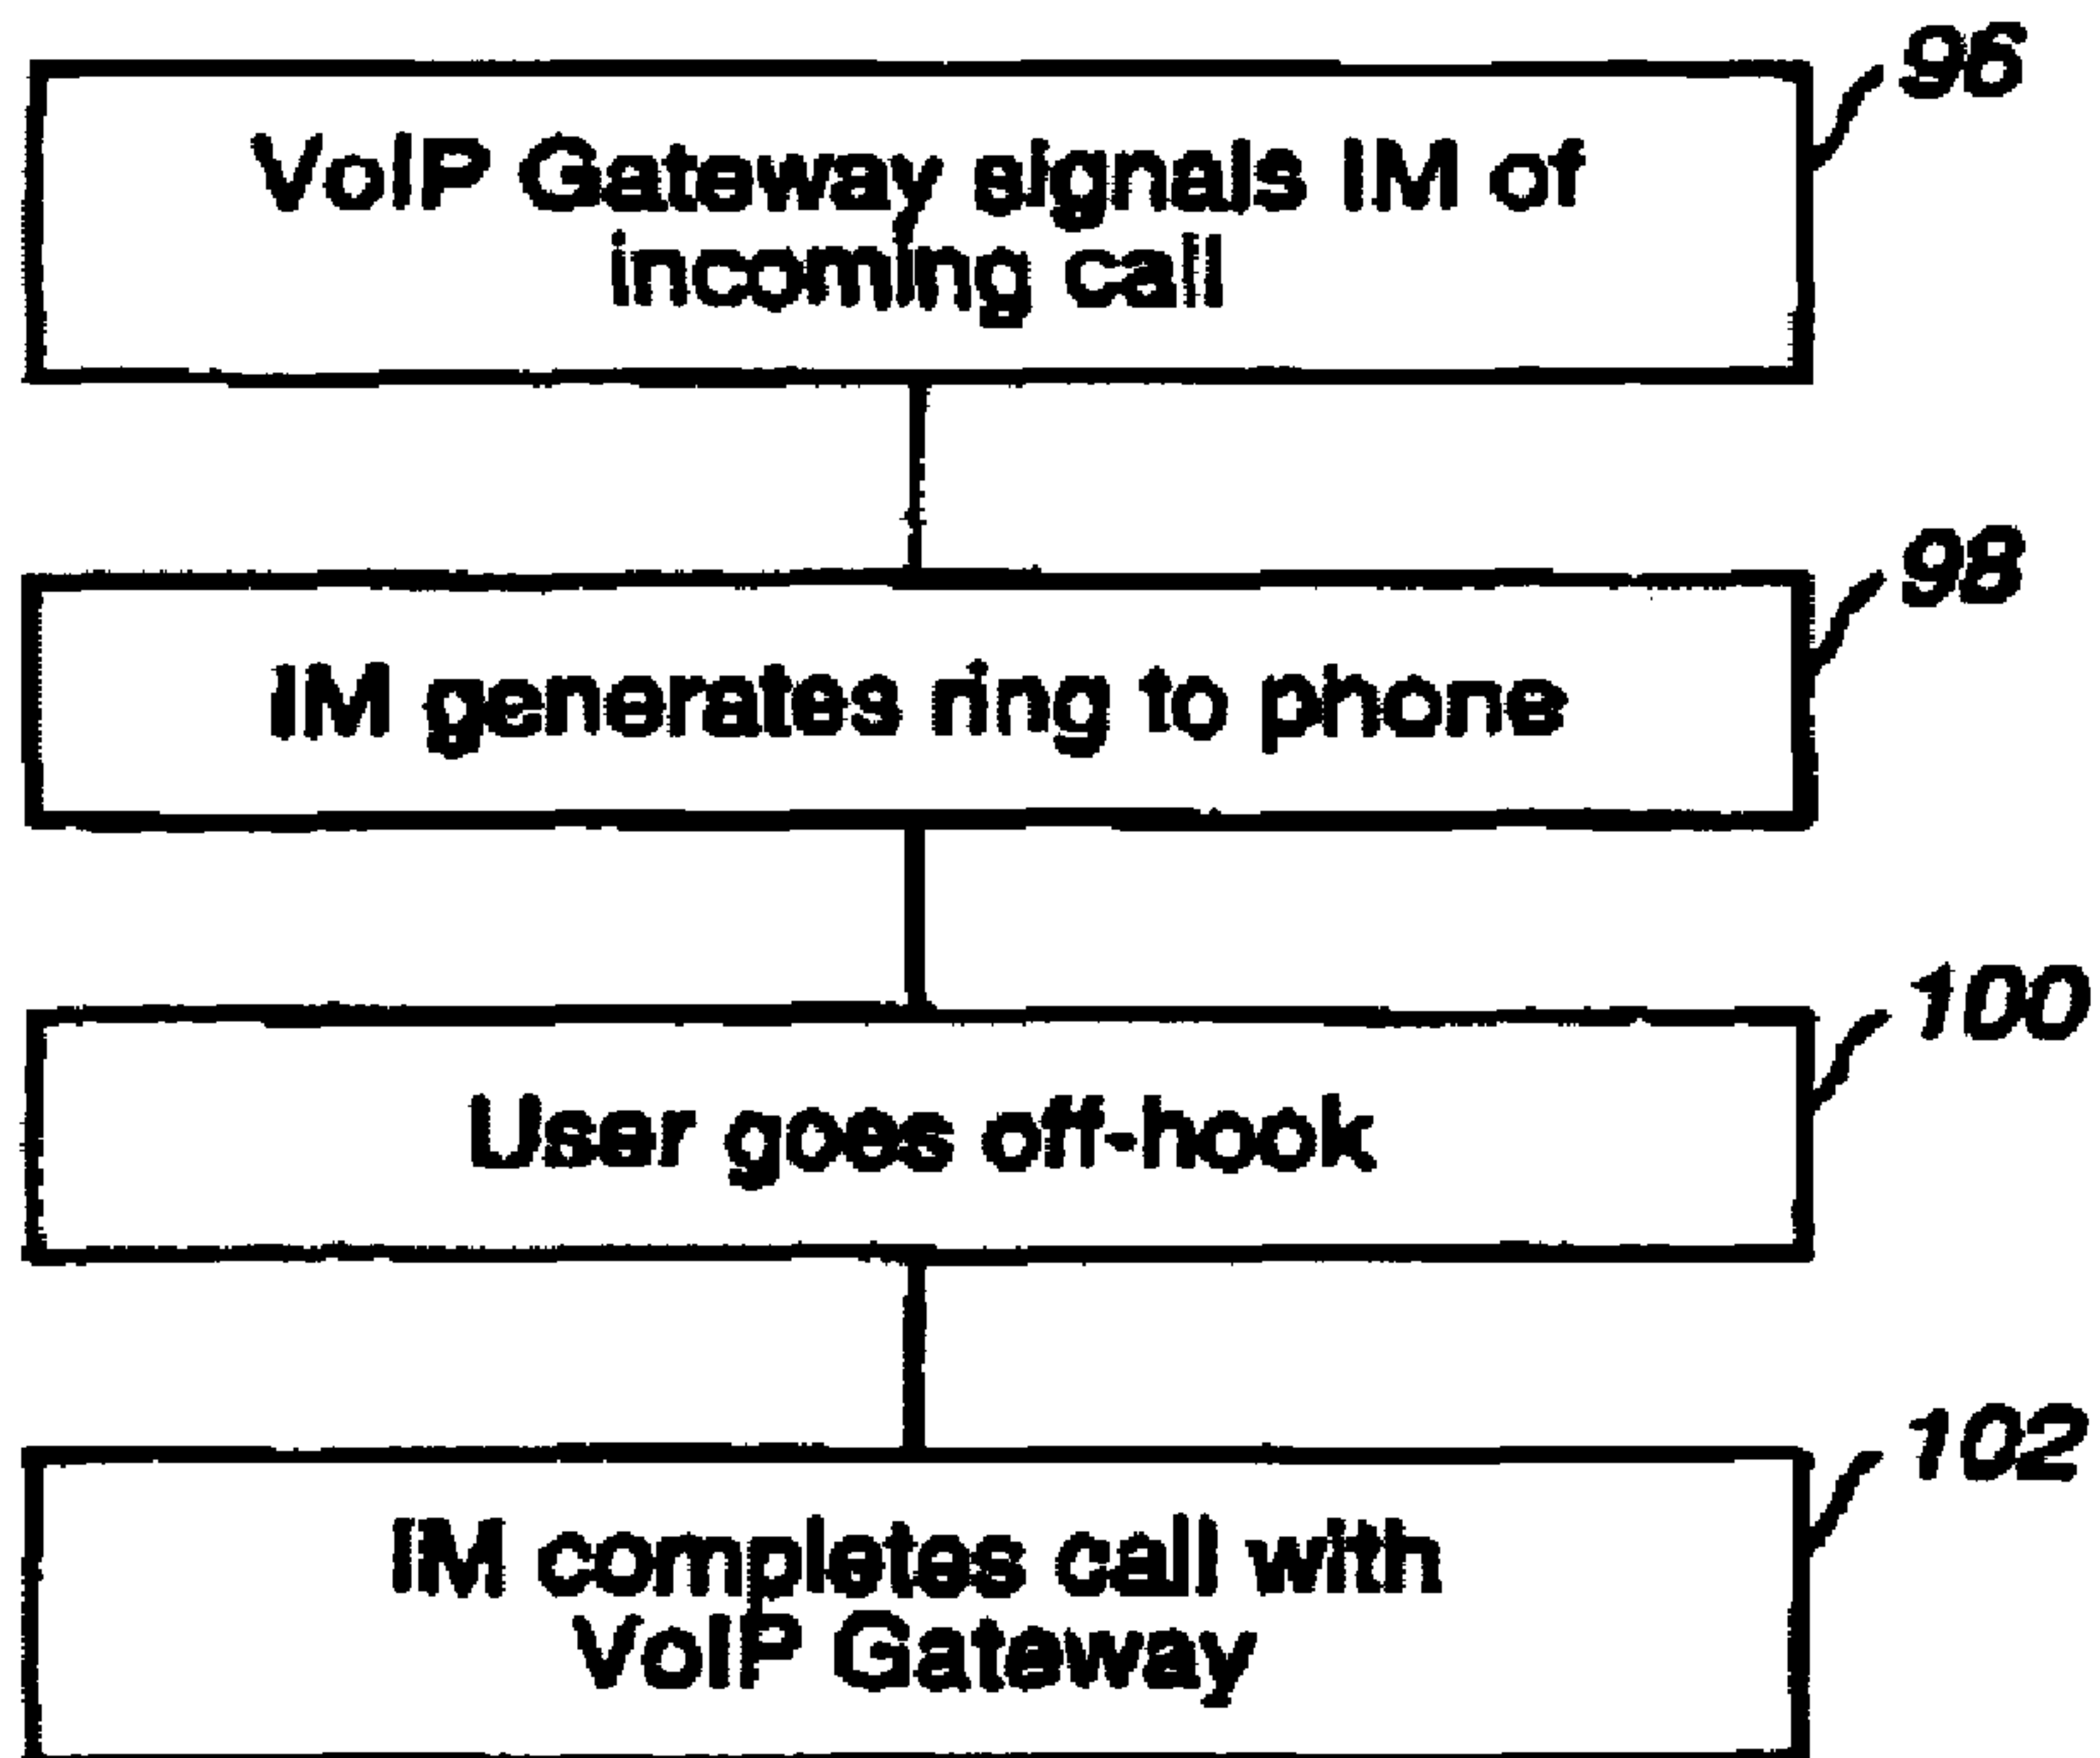 96
VoIP Gateway signals IM of
incoming call
98
IM generates ring to phone
100
User goes off-hook
102
IM completes call with
VoIP Gateway